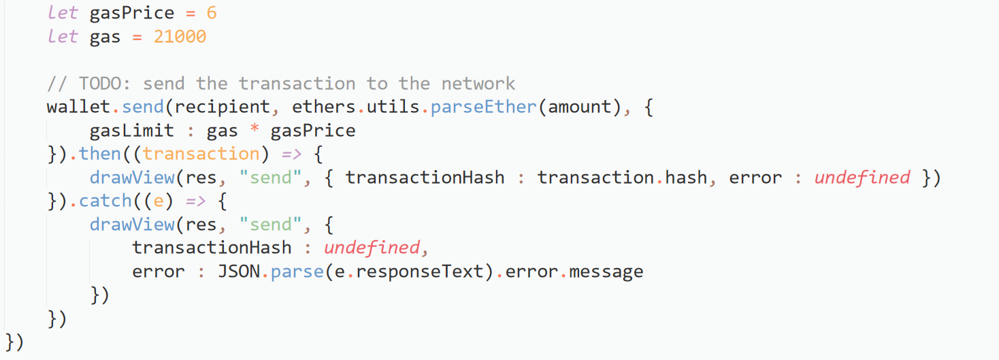 let gasPrice = 6
let gas = 21000
// TODO: send the transaction to the network
wallet.send(recipient, ethers.utils.parseEther(amount), {
gasLimit : gas * gasPrice
}).then((transaction) => {
drawView(res, "send", { transactionHash : transaction.hash, error : undefined })
}).catch((e) => {
drawView(res, "send", {
transactionHash : undefined,
error : JSON.parse(e.responseText).error.message
})
})
})